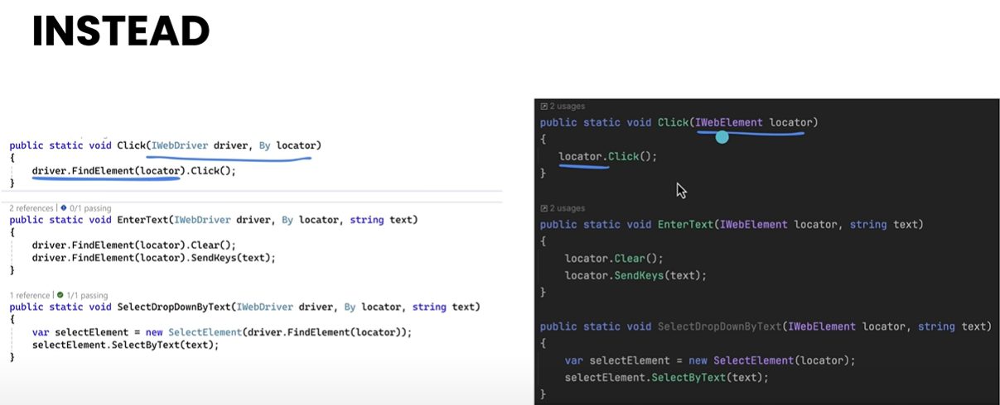 INSTEAD
public static void Click(IWebDriver driver, By locator)
{
driver.FindElement(locator).Click();
}
2 references | 0/1 passing
public static void EnterText(IWebDriver driver, By locator, string text)
{
driver.FindElement(locator).Clear();
driver.FindElement(locator).SendKeys(text);
}
1 reference | 1/1 passing
public static void SelectDropDownByText(IWebDriver driver, By locator, string text)
{
var selectElement = new SelectElement(driver.FindElement(locator));
selectElement.SelectByText(text);
}
2 usages
public static void Click(IWebElement locator)
{
locator.Click();
}
2 usages
public static void EnterText(IWebElement locator, string text)
{
locator.Clear();
locator.SendKeys(text);
}
public static void SelectDropDownByText(IWebElement locator, string text)
{
var selectElement = new SelectElement(locator);
selectElement.SelectByText(text);
}